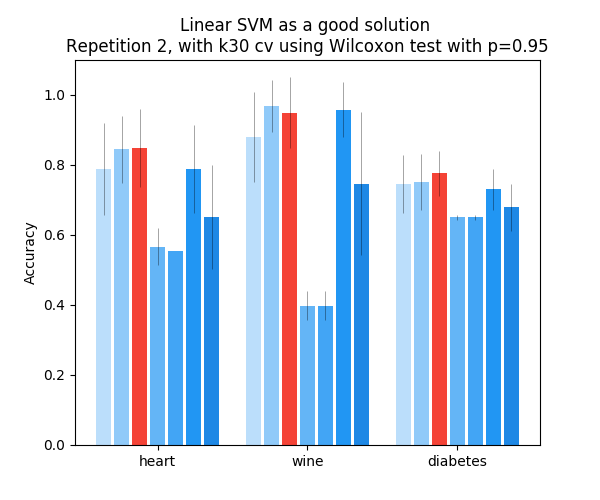 Linear SVM as a good solution
Repetition 2, with k30 cv using Wilcoxon test with p=0.95
1.0
0.8
0.6
0.4
0.2
0.0
Accuracy
heart
wine
diabetes